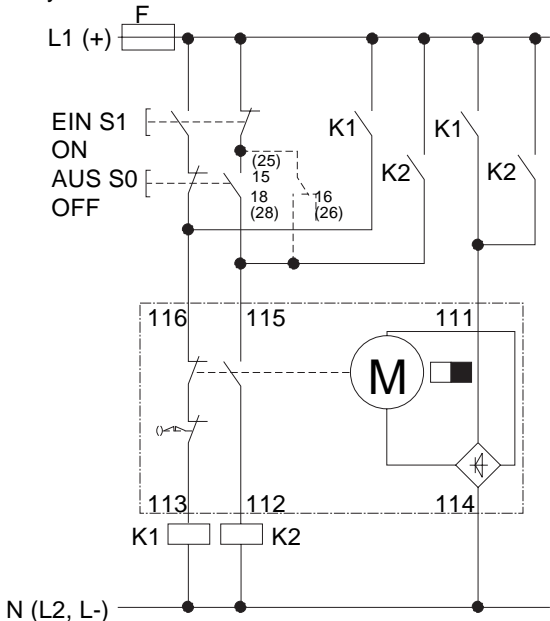 F
L1 (+)
EIN S1
ON
AUS S0
OFF
(25)
15
18
(28)
16
(26)
K1
K2
K1
K2
116
115
111
M
113
112
114
K1
K2
N (L2, L-)